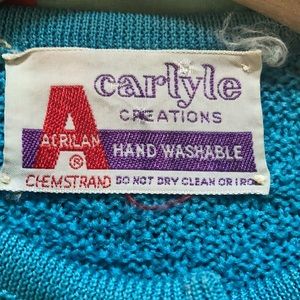 carlyle
CREATIONS
A
ACRILAN
®
HAND WASHABLE
CHEMSTRAND DO NOT DRY CLEAN OR IRON